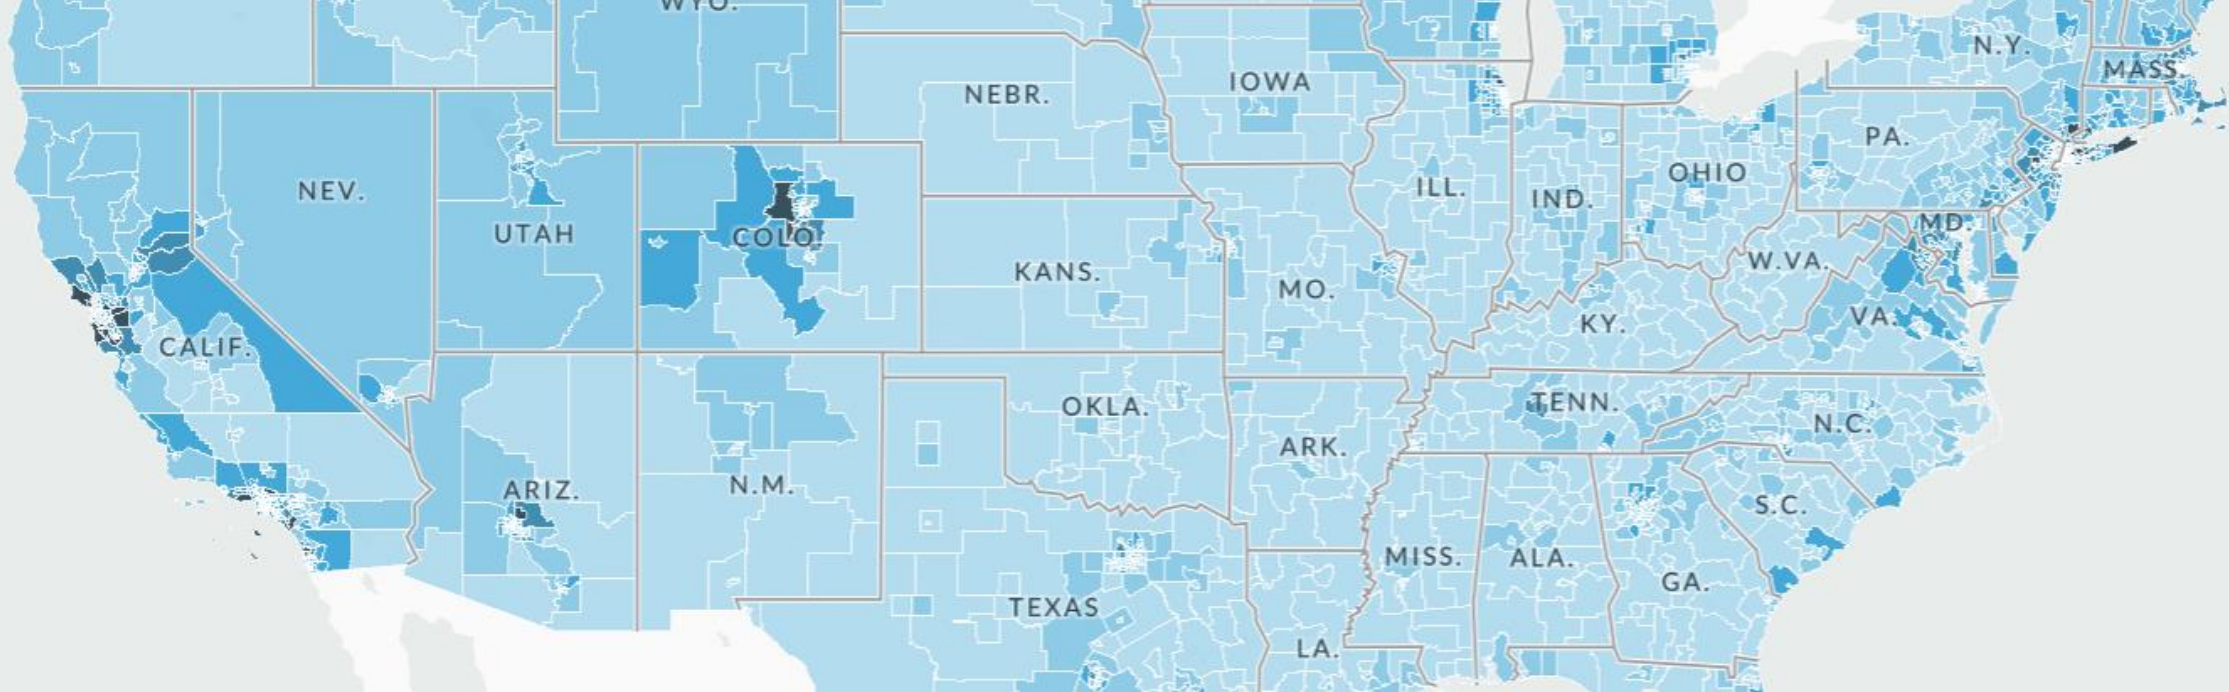 WYO.
N.Y.
MASS.
IOWA
NEBR.
PA.
OHIO
ILL.
NEV.
IND.
MD.
UTAH
COLO.
W.VA.
KANS.
MO.
VA.
KY.
CALIF.
TENN.
OKLA.
N.C.
ARK.
N.M.
ARIZ.
S.C.
MISS.
ALA.
GA.
TEXAS
LA.